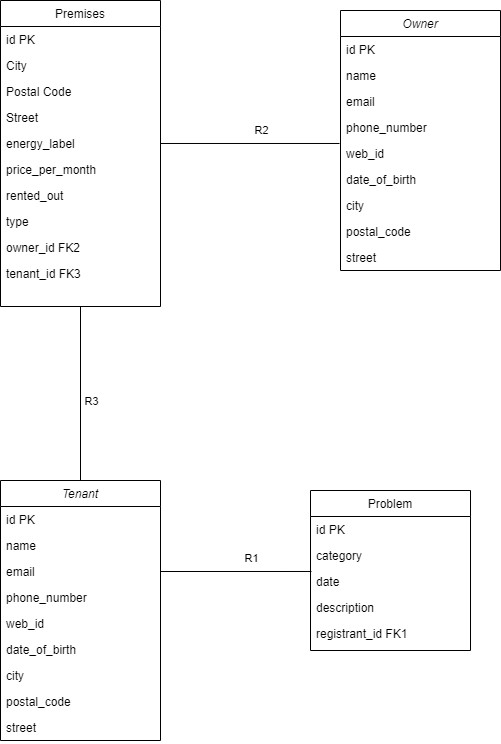 Premises
id PK
City
Postal Code
Street
energy_label
price_per_month
rented_out
type
owner_id FK2
tenant_id FK3
R2
Owner
id PK
name
email
phone_number
web_id
date_of_birth
city
postal_code
street
R3
Tenant
id PK
name
email
phone_number
web_id
date_of_birth
city
postal_code
street
R1
Problem
id PK
category
date
description
registrant_id FK1